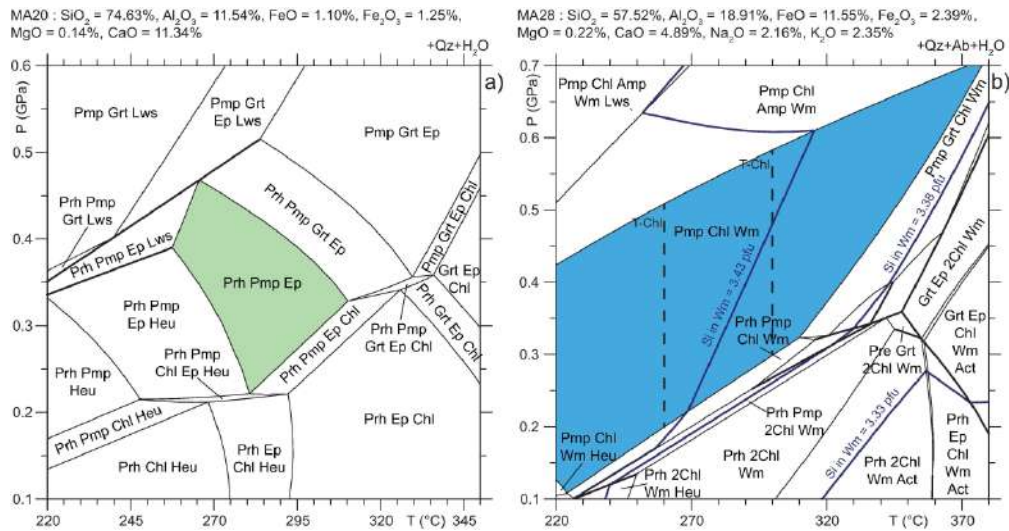 MA20 : SiO₂ = 74.63%, Al₂O₃ = 11.54%, FeO = 1.10%, Fe₂O₃ = 1.25%,
MgO = 0.14%, CaO = 11.34%
+Qz+H₂O
a)
P (GPa)
0.6
0.5
0.4
0.3
0.2
0.1
220
270
295
T (°C)
345
Pmp Grt Lws
Pmp Grt
Ep Lws
Pmp Grt Ep
Prh Pmp
Grt Lws
Prh Pmp Ep Lws
Prh Pmp Grt Ep
Pmp Grt Ep Chl
Grt Ep
Chl
Prh Pmp Ep
Prh Pmp
Ep Heu
Prh Pmp Ep Chl
Prh Pmp
Grt Ep Chl
Prh Grt Ep Chl
Prh Pmp
Chl Ep Heu
Prh Pmp
Heu
Prh Pmp Chl Heu
Prh Chl Heu
Prh Ep
Chl Heu
Prh Ep Chl
MA28 : SiO₂ = 57.52%, Al₂O₃ = 18.91%, FeO = 11.55%, Fe₂O₃ = 2.39%,
MgO = 0.22%, CaO = 4.89%, Na₂O = 2.16%, K₂O = 2.35%
+Qz+Ab+H₂O
b)
P (GPa)
0.7
0.6
0.5
0.4
0.3
0.2
0.1
220
260
300
T (°C)
380
Pmp Chl Amp
Wm Lws
Pmp Chl
Amp Wm
Pmp Grt Chl Wm
T-Chl
T-Chl
Pmp Chl Wm
Si in Wm = 3.43 pfu
Si in Wm = 3.38 pfu
Grt Ep 2Chl Wm
Prh Pmp
Chl Wm
Grt Ep
Chl
Wm
Act
Pre Grt
2Chl Wm
Prh Pmp
2Chl Wm
Si in Wm = 3.33 pfu
Pmp Chl
Wm Heu
Prh 2Chl
Wm Heu
Prh 2Chl
Wm
Prh 2Chl
Wm Act
Prh
Ep
Chl
Wm
Act